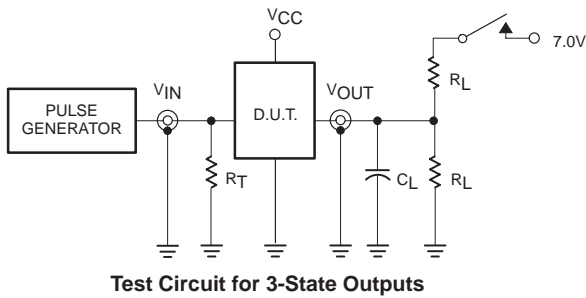 VCC
7.0V
VIN
VOUT
RL
PULSE
GENERATOR
D.U.T.
RT
CL
RL
Test Circuit for 3-State Outputs